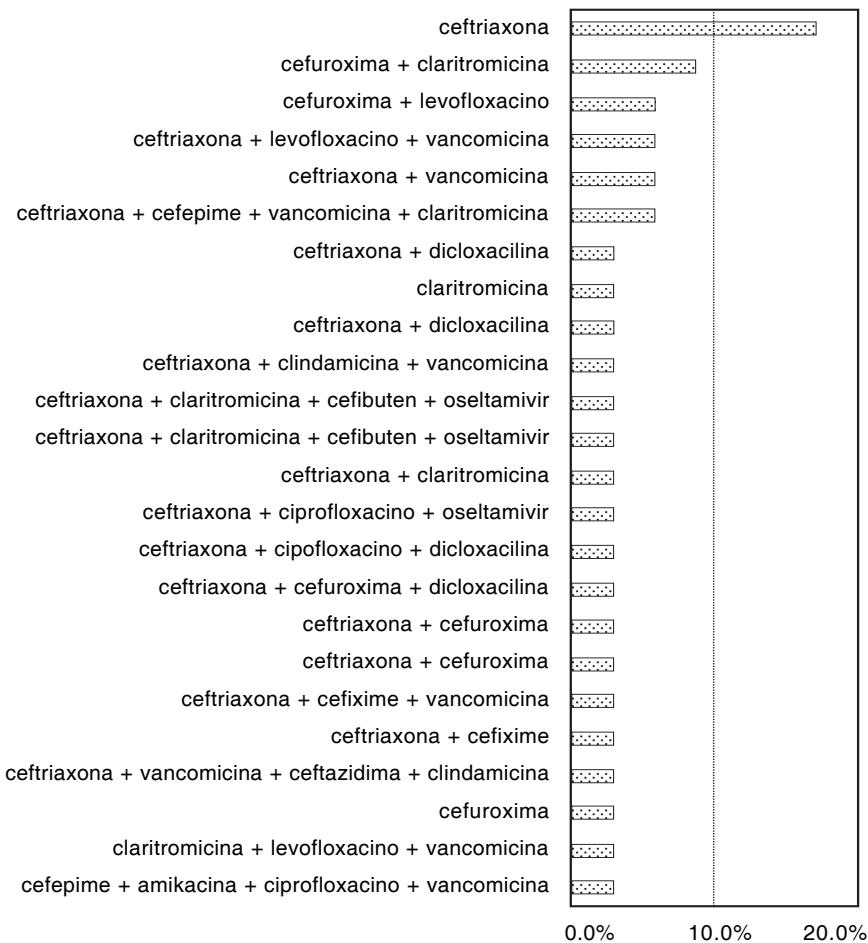 ceftriaxona
cefuroxima + claritromicina
cefuroxima + levofloxacino
ceftriaxona + levofloxacino + vancomicina
ceftriaxona + vancomicina
ceftriaxona + cefepime + vancomicina + claritromicina
ceftriaxona + dicloxacilina
claritromicina
ceftriaxona + dicloxacilina
ceftriaxona + clindamicina + vancomicina
ceftriaxona + claritromicina + cefibuten + oseltamivir
ceftriaxona + claritromicina + cefibuten + oseltamivir
ceftriaxona + claritromicina
ceftriaxona + ciprofloxacino + oseltamivir
ceftriaxona + cipofloxacino + dicloxacilina
ceftriaxona + cefuroxima + dicloxacilina
ceftriaxona + cefuroxima
ceftriaxona + cefuroxima
ceftriaxona + cefixime + vancomicina
ceftriaxona + cefixime
ceftriaxona + vancomicina + ceftazidima + clindamicina
cefuroxima
claritromicina + levofloxacino + vancomicina
cefepime + amikacina + ciprofloxacino + vancomicina
0.0% 10.0% 20.0%